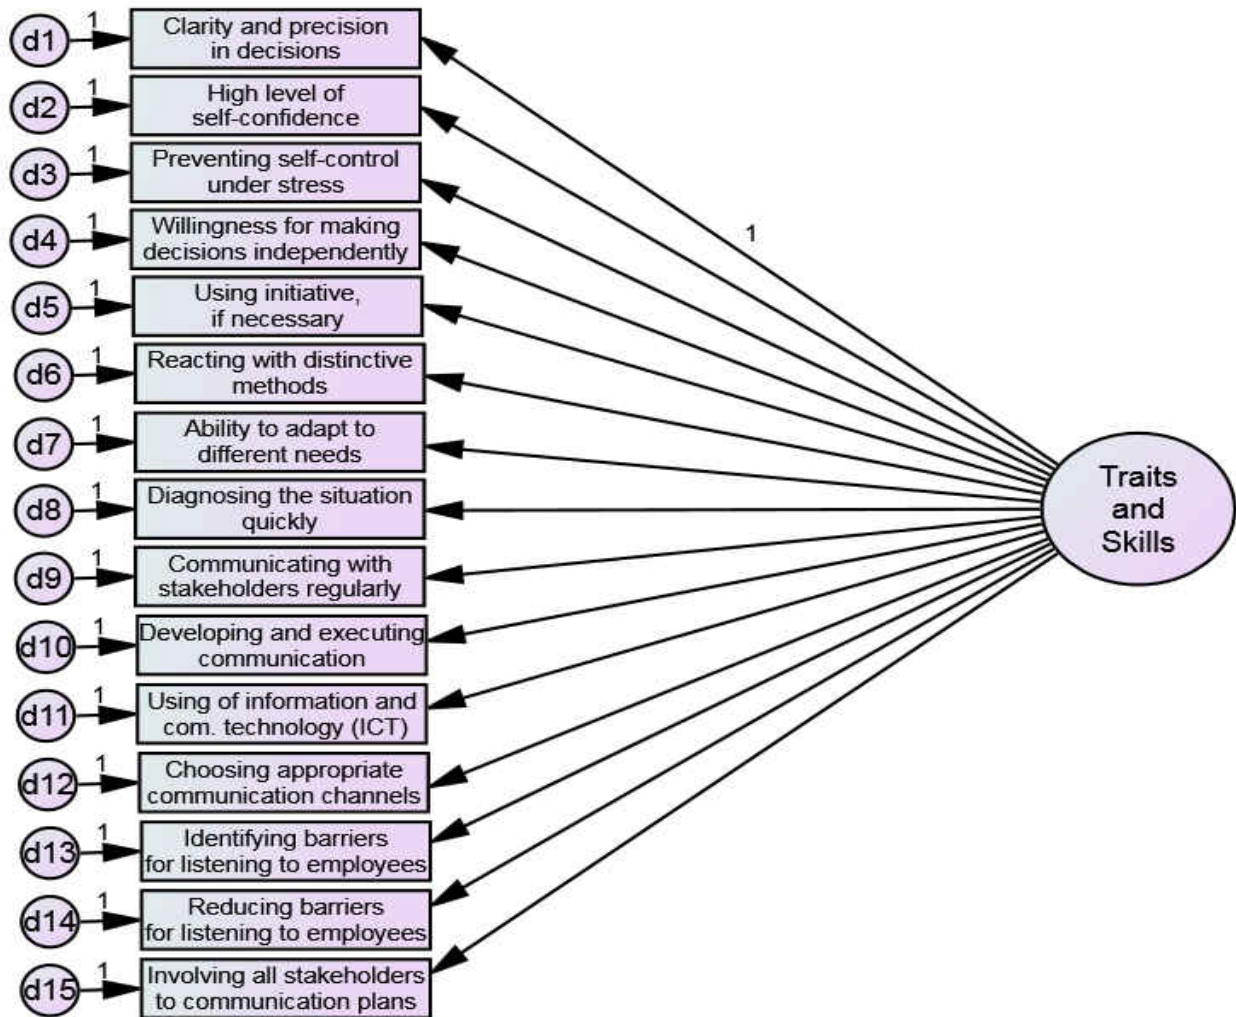 d1
1
Clarity and precision
in decisions
d2
1
High level of
self-confidence
d3
1
Preventing self-control
under stress
d4
1
Willingness for making
decisions independently
1
d5
1
Using initiative,
if necessary
d6
1
Reacting with distinctive
methods
d7
1
Ability to adapt to
different needs
d8
1
Diagnosing the situation
quickly
Traits
and
Skills
d9
1
Communicating with
stakeholders regularly
d10
1
Developing and executing
communication
d11
1
Using of information and
com. technology (ICT)
d12
1
Choosing appropriate
communication channels
d13
1
Identifying barriers
for listening to employees
d14
1
Reducing barriers
for listening to employees
d15
1
Involving all stakeholders
to communication plans